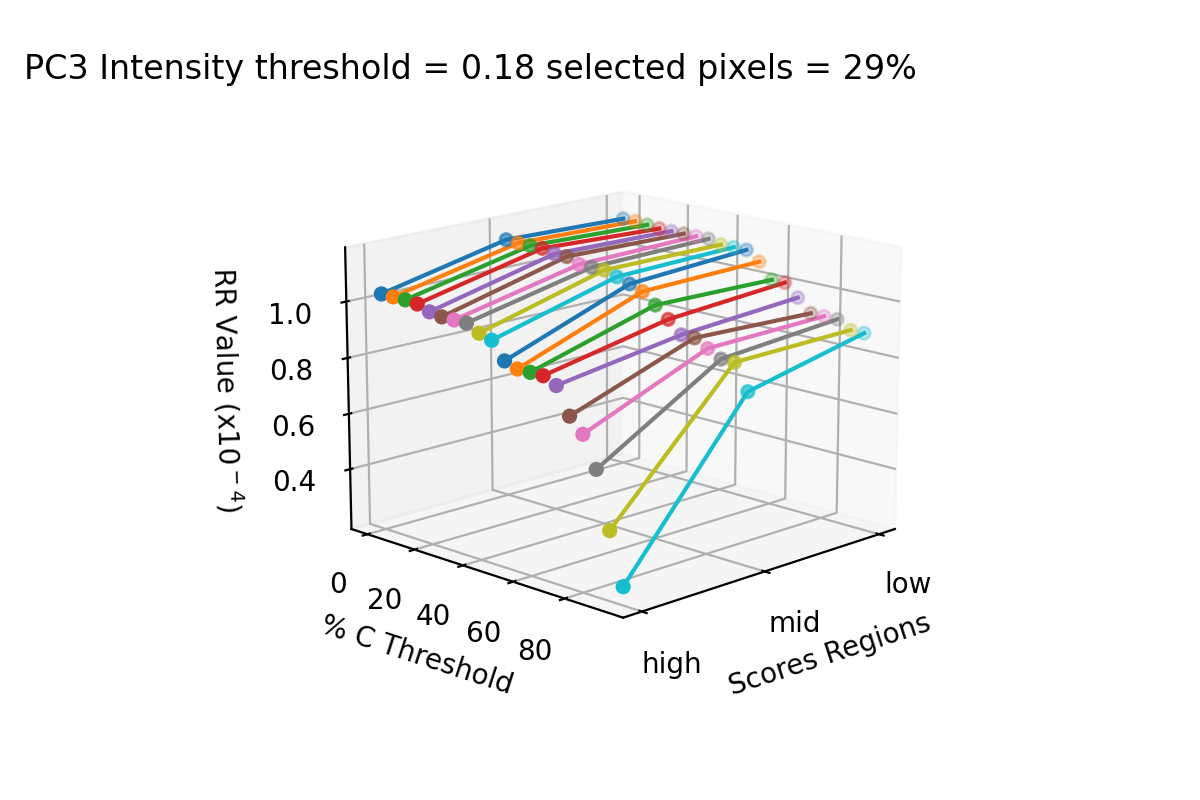 PC3 Intensity threshold = 0.18 selected pixels = 29%
RR Value (x10⁻⁴)
1.0
0.8
0.6
0.4
0
20
40
60
80
% C Threshold
high
mid
low
Scores Regions